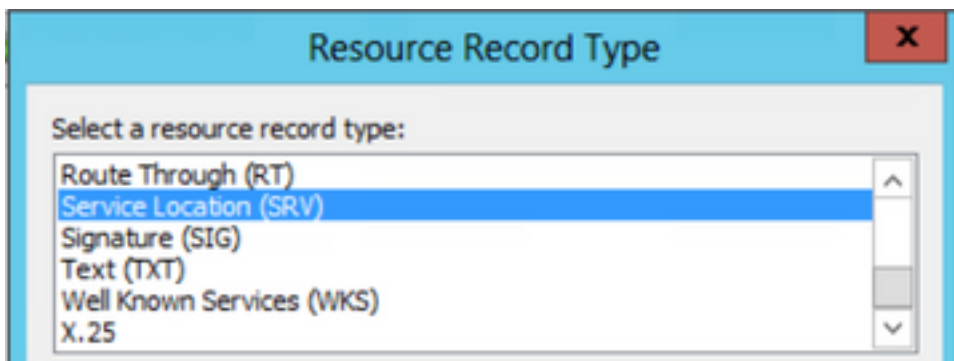 Resource Record Type
x
Select a resource record type:
Route Through (RT)
Service Location (SRV)
Signature (SIG)
Text (TXT)
Well Known Services (WKS)
X.25